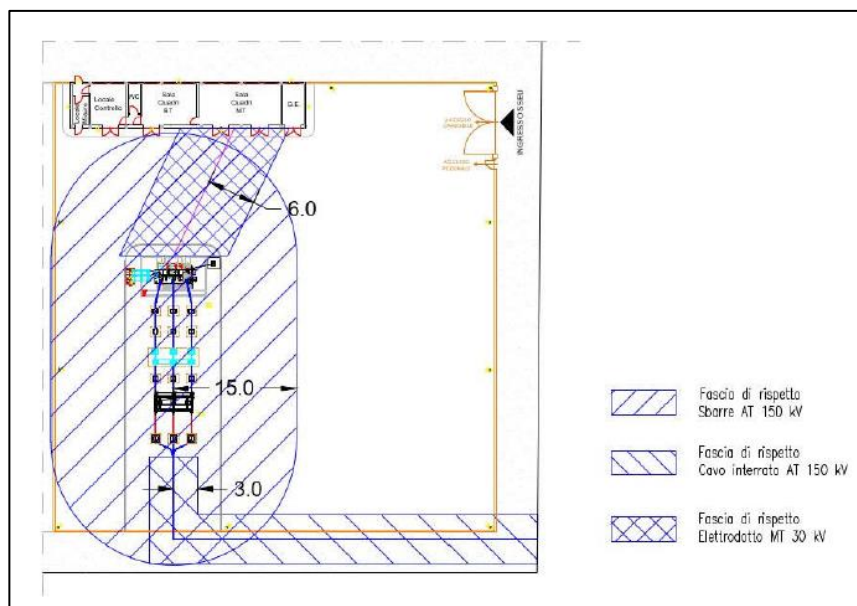 Locale
Misure
Locale
Controllo
WC
Sala
Quadri
BT
Sala
Quadri
MT
G.E.
INGRESSO SSEU
6.0
15.0
3.0
Fascia di rispetto
Sbarre AT 150 kV
Fascia di rispetto
Cavo interrato AT 150 kV
Fascia di rispetto
Elettrodotto MT 30 kV